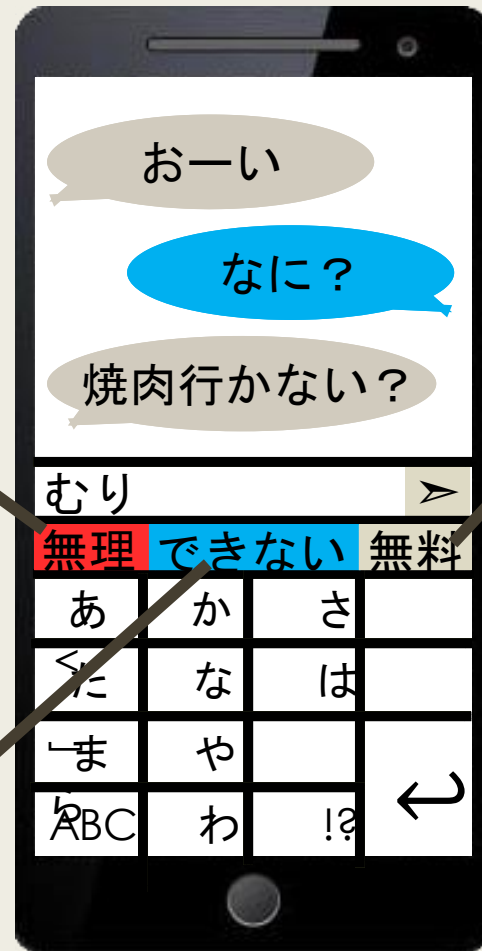 おーい
なに？
焼肉行かない？
むり ➢
無理 できない 無料
あ か さ
た な は
ま や
ら
ABC わ !?